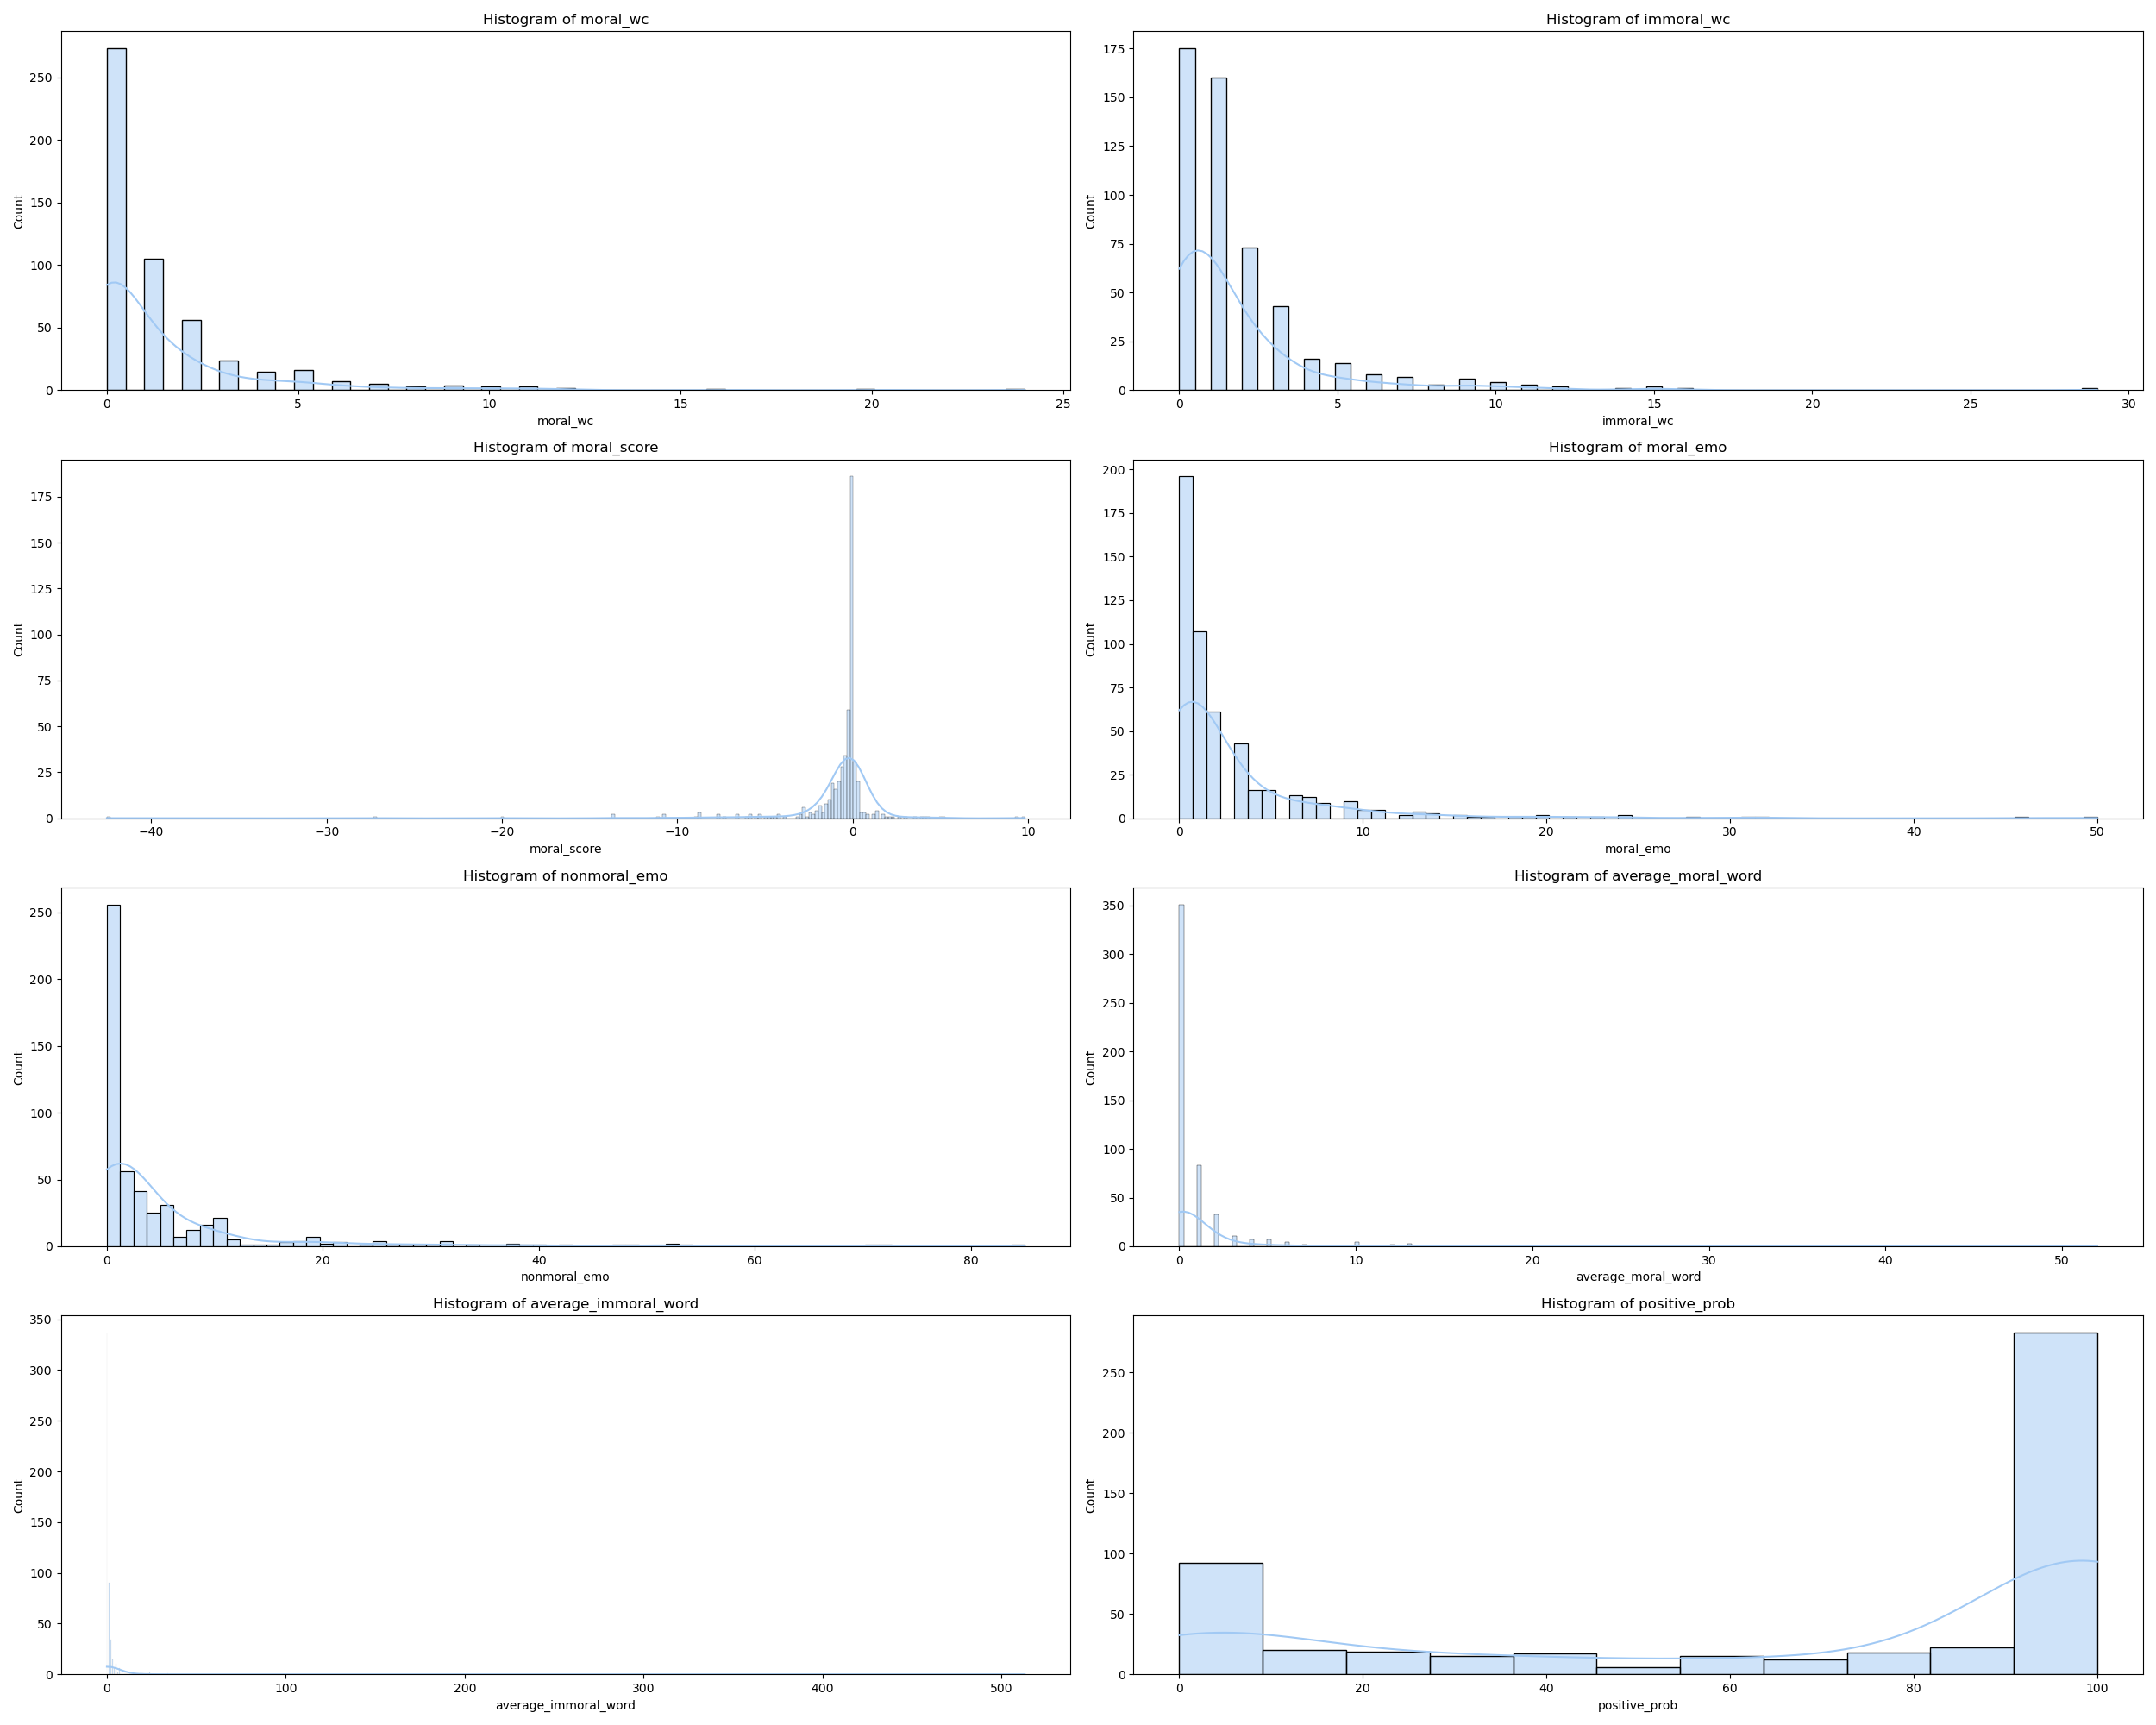 Histogram of moral_wc
Count
250
200
150
100
50
0
0 5 10 15 20 25
moral_wc
Histogram of immoral_wc
Count
175
150
125
100
75
50
25
0
0 5 10 15 20 25 30
immoral_wc
Histogram of moral_score
Count
175
150
125
100
75
50
25
0
−40 −30 −20 −10 0 10
moral_score
Histogram of moral_emo
Count
200
175
150
125
100
75
50
25
0
0 10 20 30 40 50
moral_emo
Histogram of nonmoral_emo
Count
250
200
150
100
50
0
0 20 40 60 80
nonmoral_emo
Histogram of average_moral_word
Count
350
300
250
200
150
100
50
0
0 10 20 30 40 50
average_moral_word
Histogram of average_immoral_word
Count
350
300
250
200
150
100
50
0
0 100 200 300 400 500
average_immoral_word
Histogram of positive_prob
Count
250
200
150
100
50
0
0 20 40 60 80 100
positive_prob